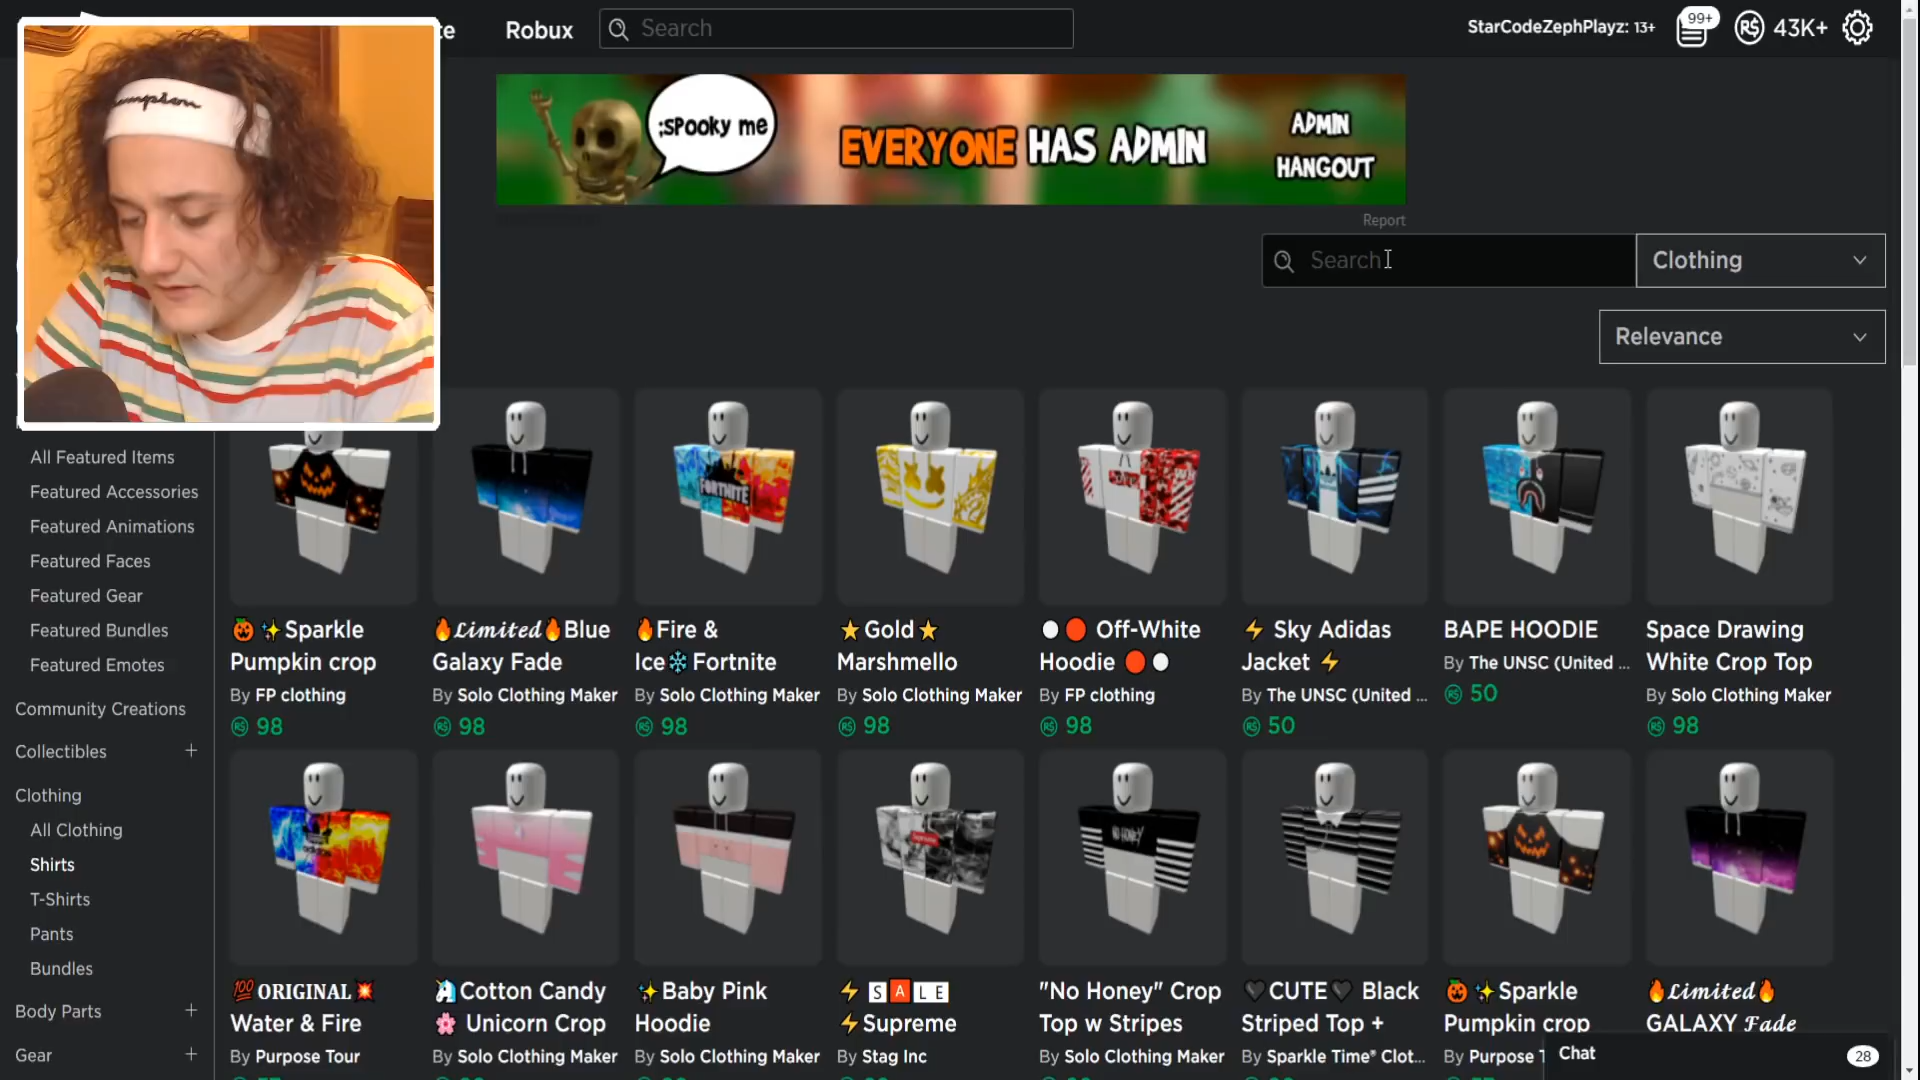 Robux
Search
StarCodeZephPlayz: 13+
99+
43K+
;spooky me
EVERYONE HAS ADMIN
ADMIN
HANGOUT
Report
Search
Clothing
Relevance
All Featured Items
Featured Accessories
Featured Animations
Featured Faces
Featured Gear
Featured Bundles
Featured Emotes
Community Creations
Collectibles +
Clothing
All Clothing
Shirts
T-Shirts
Pants
Bundles
Body Parts +
Gear +
FORTNITE
🎃✨Sparkle
Pumpkin crop
By FP clothing
98
🔥𝓛𝓲𝓶𝓲𝓽𝓮𝓭🔥Blue
Galaxy Fade
By Solo Clothing Maker
98
🔥Fire &
Ice❄Fortnite
By Solo Clothing Maker
98
⭐Gold⭐
Marshmello
By Solo Clothing Maker
98
⚪🔴 Off-White
Hoodie 🔴⚪
By FP clothing
98
⚡ Sky Adidas
Jacket ⚡
By The UNSC (United ...
50
BAPE HOODIE
By The UNSC (United ...
50
Space Drawing
White Crop Top
By Solo Clothing Maker
98
adidas
Supreme
NO HONEY
💯𝐎𝐑𝐈𝐆𝐈𝐍𝐀𝐋💥
Water & Fire
By Purpose Tour
🦄Cotton Candy
🌸 Unicorn Crop
By Solo Clothing Maker
✨Baby Pink
Hoodie
By Solo Clothing Maker
⚡🅂🅰🄻🄴
⚡Supreme
By Stag Inc
"No Honey" Crop
Top w Stripes
By Solo Clothing Maker
🖤CUTE🖤 Black
Striped Top +
By Sparkle Time® Clot...
🎃✨Sparkle
Pumpkin crop
By Purpose
🔥𝓛𝓲𝓶𝓲𝓽𝓮𝓭🔥
GALAXY 𝓕𝓪𝓭𝓮
Chat
28